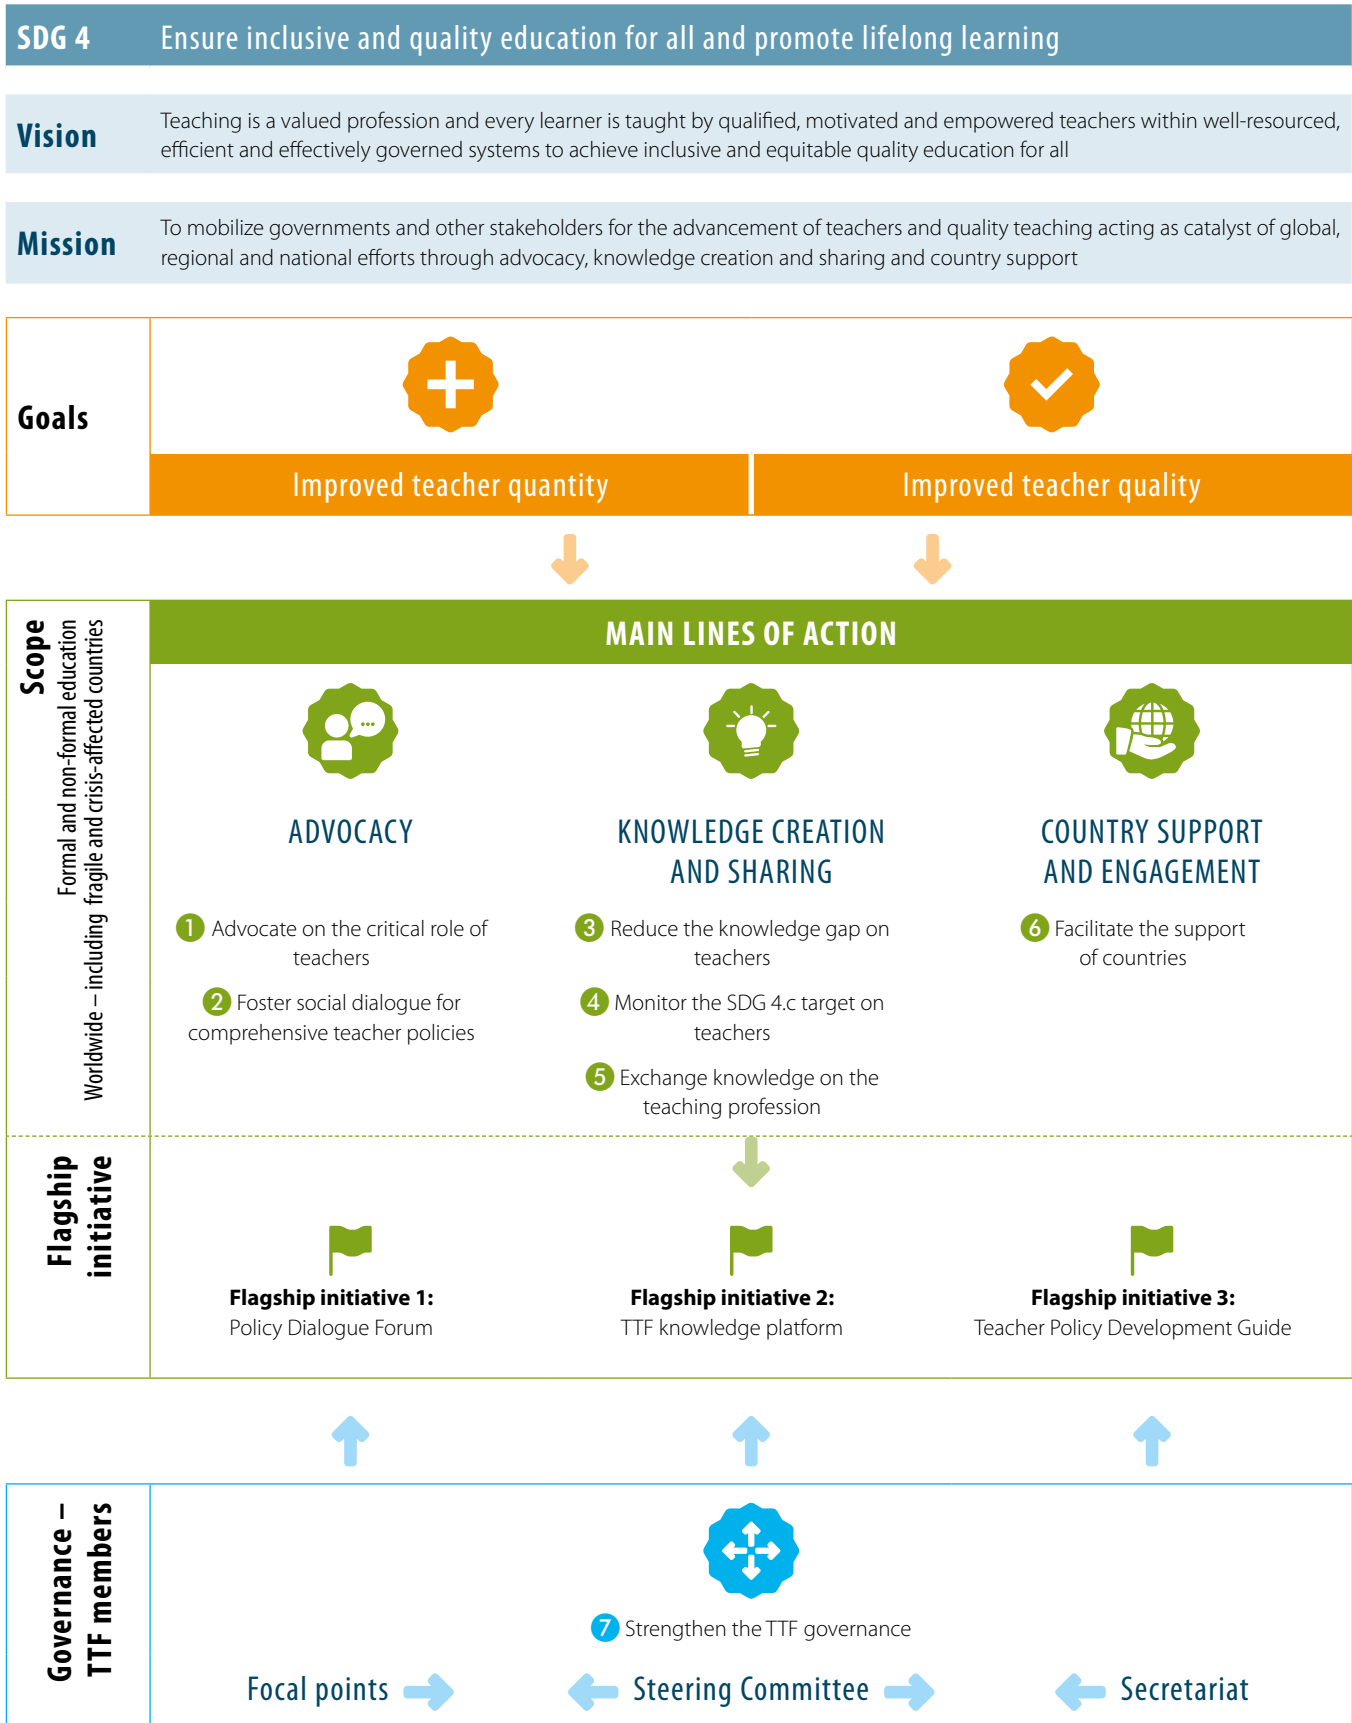 SDG 4
Ensure inclusive and quality education for all and promote lifelong learning
Vision
Teaching is a valued profession and every learner is taught by qualified, motivated and empowered teachers within well-resourced,
efficient and effectively governed systems to achieve inclusive and equitable quality education for all
Mission
To mobilize governments and other stakeholders for the advancement of teachers and quality teaching acting as catalyst of global,
regional and national efforts through advocacy, knowledge creation and sharing and country support
Goals
Improved teacher quantity
Improved teacher quality
Scope
Formal and non-formal education
Worldwide – including fragile and crisis-affected countries
MAIN LINES OF ACTION
ADVOCACY
1 Advocate on the critical role of
teachers
2 Foster social dialogue for
comprehensive teacher policies
KNOWLEDGE CREATION
AND SHARING
3 Reduce the knowledge gap on
teachers
4 Monitor the SDG 4.c target on
teachers
5 Exchange knowledge on the
teaching profession
COUNTRY SUPPORT
AND ENGAGEMENT
6 Facilitate the support
of countries
Flagship
initiative
Flagship initiative 1:
Policy Dialogue Forum
Flagship initiative 2:
TTF knowledge platform
Flagship initiative 3:
Teacher Policy Development Guide
Governance –
TTF members
7 Strengthen the TTF governance
Focal points
Steering Committee
Secretariat